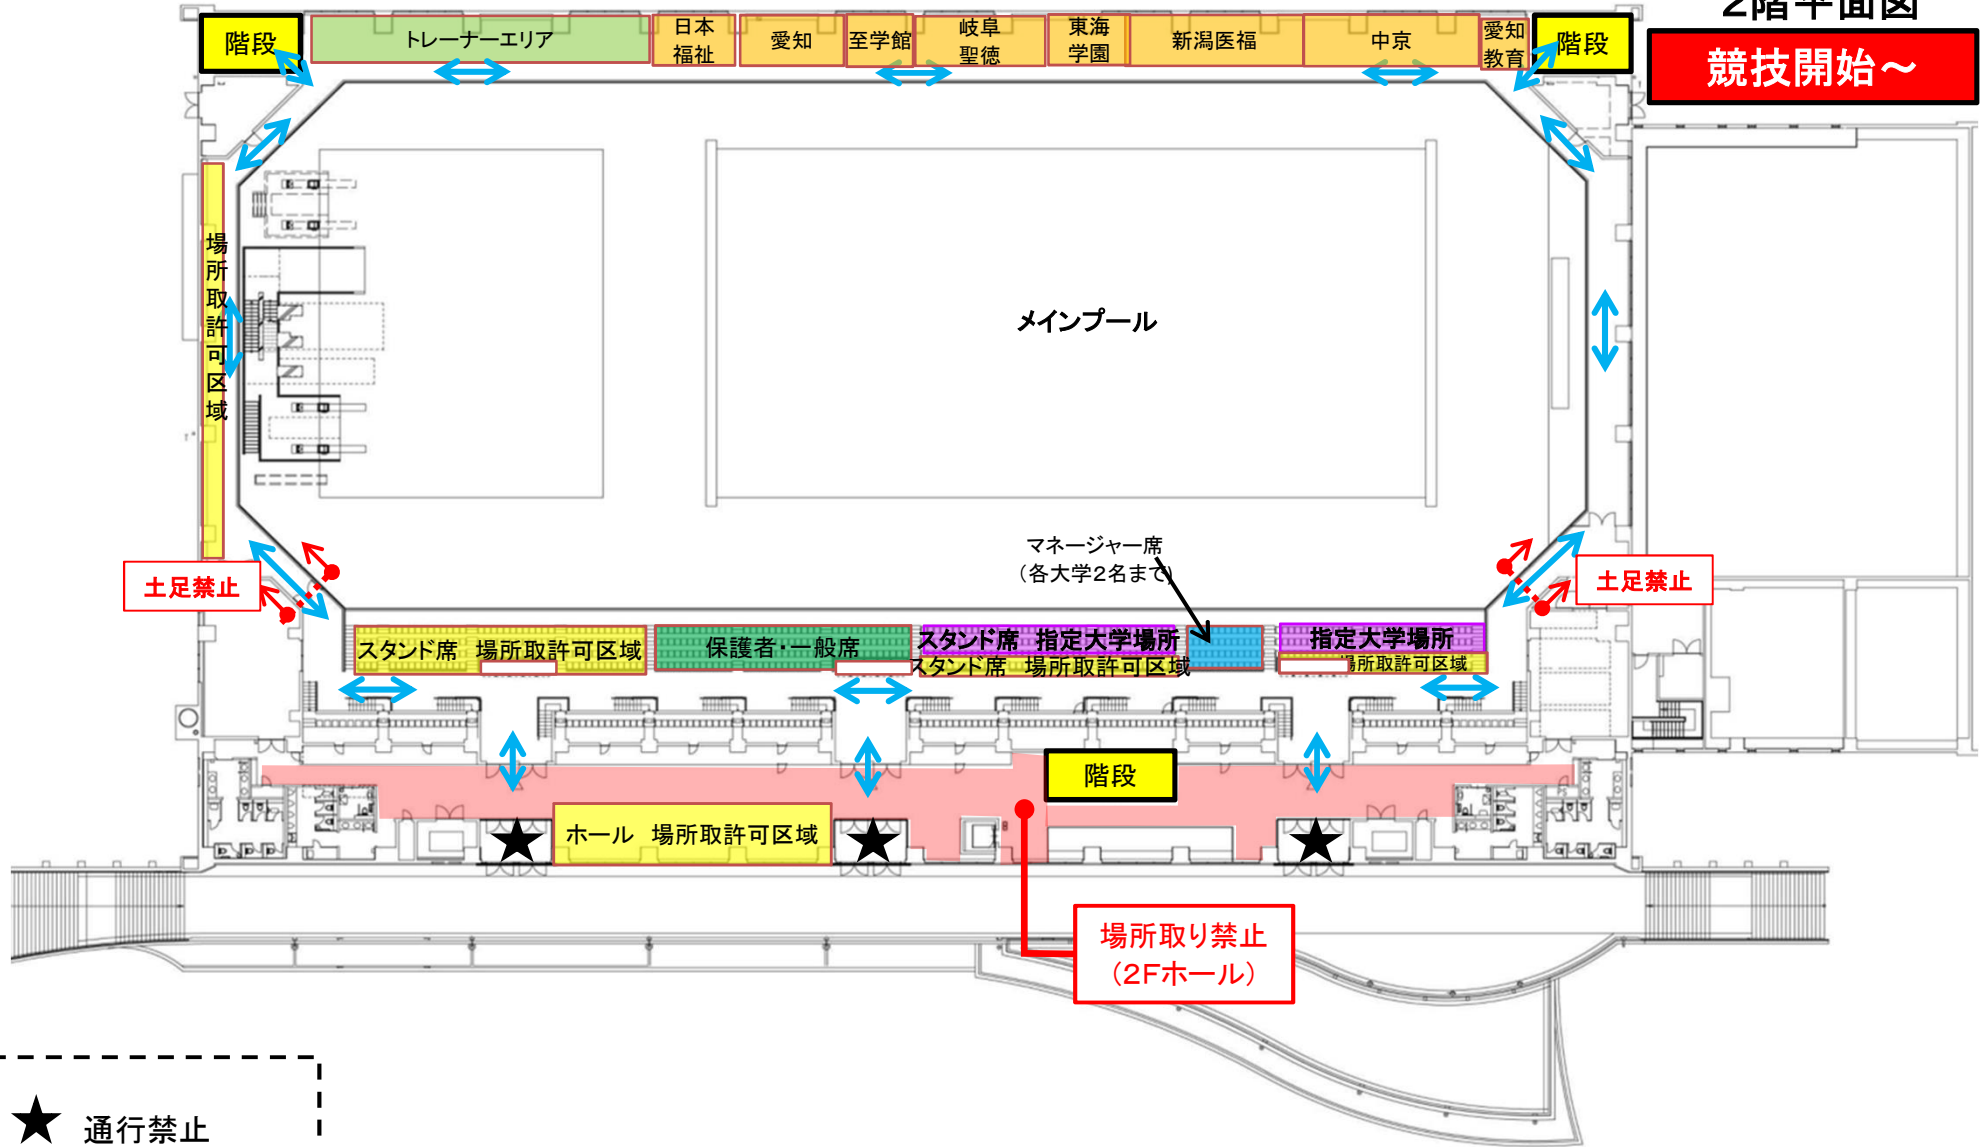 2階平面図
競技開始～
階段
トレーナーエリア
日本
福祉
愛知
至学館
岐阜
聖徳
東海
学園
新潟医福
中京
愛知
教育
階段
場所取許可区域
メインプール
マネージャー席
（各大学2名まで）
土足禁止
土足禁止
スタンド席　場所取許可区域
保護者・一般席
スタンド席　指定大学場所
指定大学場所
スタンド席　場所取許可区域
場所取許可区域
階段
ホール　場所取許可区域
場所取り禁止
（2Fホール）
★ 通行禁止